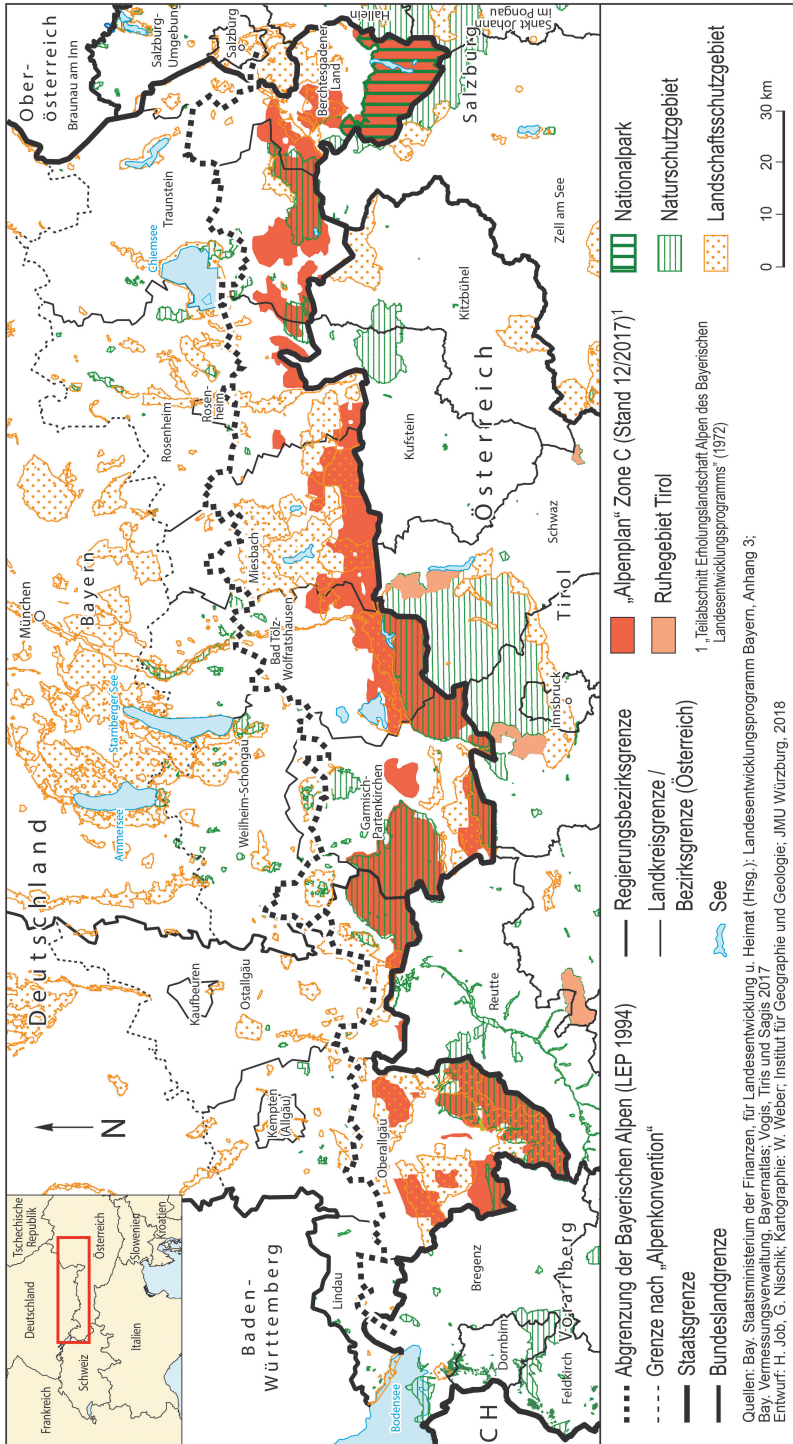 Frankreich
Deutschland
Tschechische
Republik
Schweiz
Österreich
Italien
Slowenien
Kroatien
N
Deutschland
Baden-
Württemberg
Bayern
München
Ober-
österreich
Braunau am Inn
Salzburg-
Umgebung
Salzburg
Hallein
Sankt Johann
im Pongau
Salzburg
Berchtesgadener
Land
Traunstein
Chiemsee
Rosenheim
Rosen-
heim
Miesbach
Bad Tölz-
Wolfratshausen
Starnberger See
Ammersee
Weilheim-Schongau
Garmisch-
Partenkirchen
Kaufbeuren
Ostallgäu
Kempten
(Allgäu)
Oberallgäu
Lindau
Bodensee
CH
Bregenz
Dornbirn
Feldkirch
Vorarlberg
Reutte
Innsbruck
Tirol
Schwaz
Österreich
Kufstein
Kitzbühel
Zell am See
Abgrenzung der Bayerischen Alpen (LEP 1994)
Grenze nach „Alpenkonvention"
Staatsgrenze
Bundeslandgrenze
Regierungsbezirksgrenze
Landkreisgrenze /
Bezirksgrenze (Österreich)
See
„Alpenplan" Zone C (Stand 12/2017)¹
Ruhegebiet Tirol
1 „Teilabschnitt Erholungslandschaft Alpen des Bayerischen
Landesentwicklungsprogramms" (1972)
Nationalpark
Naturschutzgebiet
Landschaftsschutzgebiet
0 10 20 30 km
Quellen: Bay. Staatsministerium der Finanzen, für Landesentwicklung u. Heimat (Hrsg.): Landesentwicklungsprogramm Bayern, Anhang 3;
Bay. Vermessungsverwaltung, Bayernatlas; Vogis, Tiris und Sagis 2017
Entwurf: H. Job, G. Nischik; Kartographie: W. Weber; Institut für Geographie und Geologie; JMU Würzburg, 2018